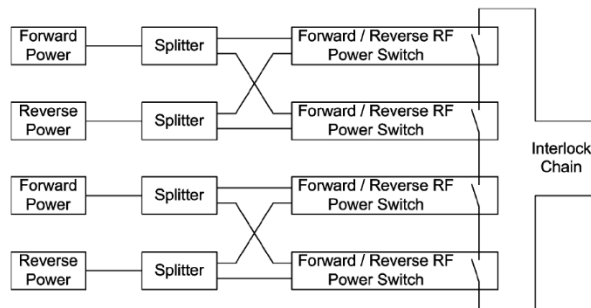 Forward
Power
Splitter
Forward / Reverse RF
Power Switch
Reverse
Power
Splitter
Forward / Reverse RF
Power Switch
Interlock
Chain
Forward
Power
Splitter
Forward / Reverse RF
Power Switch
Reverse
Power
Splitter
Forward / Reverse RF
Power Switch